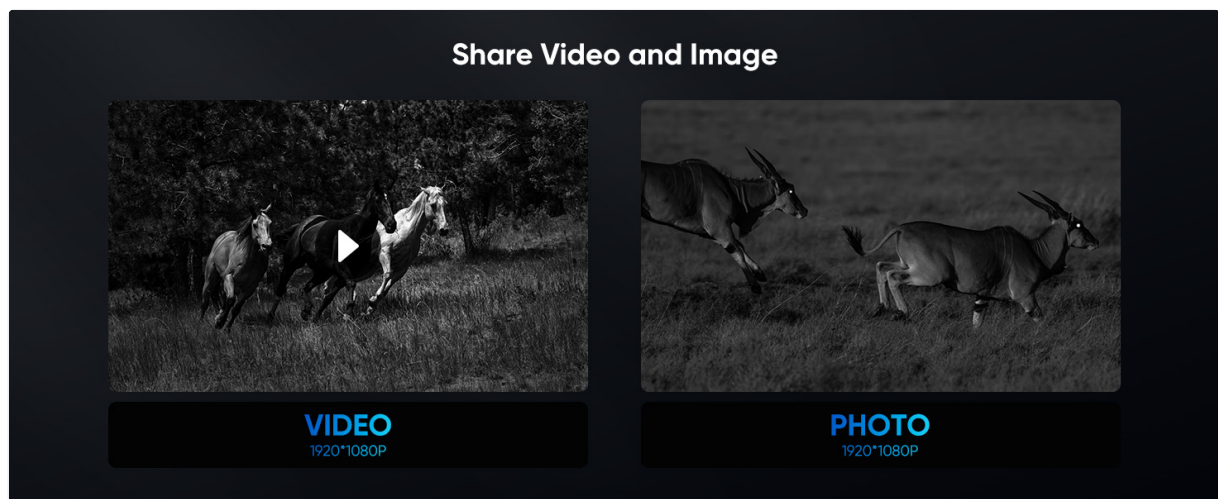 Share Video and Image
VIDEO
1920*1080P
PHOTO
1920*1080P